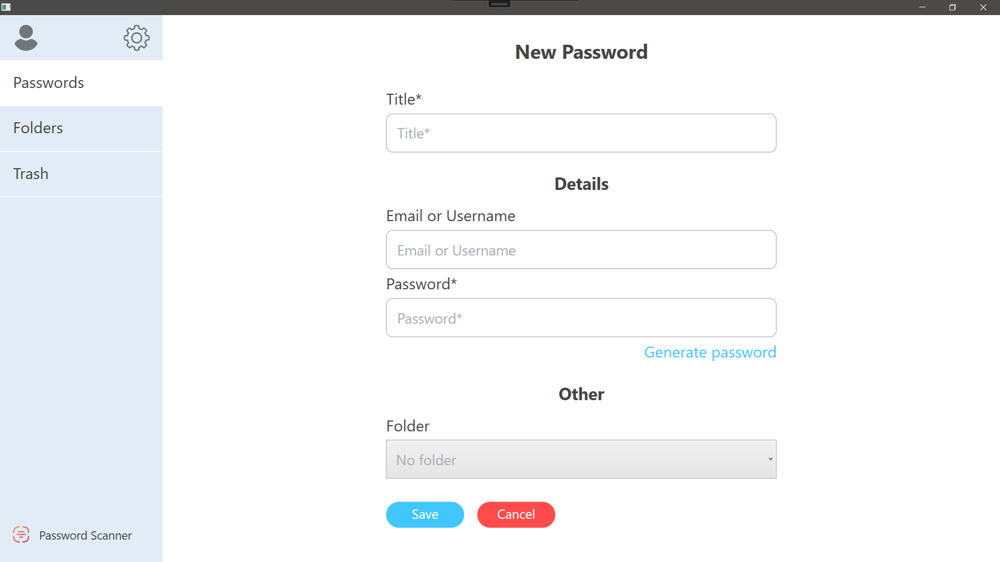 Passwords
Folders
Trash
Password Scanner
New Password
Title*
Title*
Details
Email or Username
Email or Username
Password*
Password*
Generate password
Other
Folder
No folder
Save
Cancel